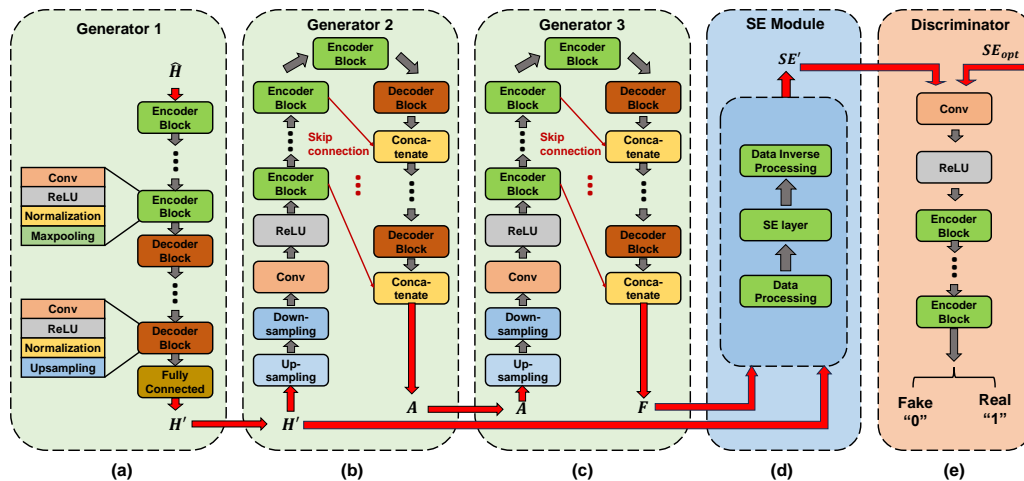 Generator 1
Ĥ
Encoder
Block
Conv
ReLU
Normalization
Maxpooling
Encoder
Block
Decoder
Block
Conv
ReLU
Normalization
Upsampling
Decoder
Block
Fully
Connected
H′
(a)
Generator 2
Encoder
Block
Encoder
Block
Decoder
Block
Skip
connection
Conca-
tenate
Encoder
Block
ReLU
Decoder
Block
Conv
Conca-
tenate
Down-
sampling
Up-
sampling
H′
A
(b)
Generator 3
Encoder
Block
Encoder
Block
Decoder
Block
Skip
connection
Conca-
tenate
Encoder
Block
ReLU
Decoder
Block
Conv
Conca-
tenate
Down-
sampling
Up-
sampling
A
F
(c)
SE Module
SE′
Data Inverse
Processing
SE layer
Data
Processing
(d)
Discriminator
SEopt
Conv
ReLU
Encoder
Block
Encoder
Block
Fake
“0”
Real
“1”
(e)